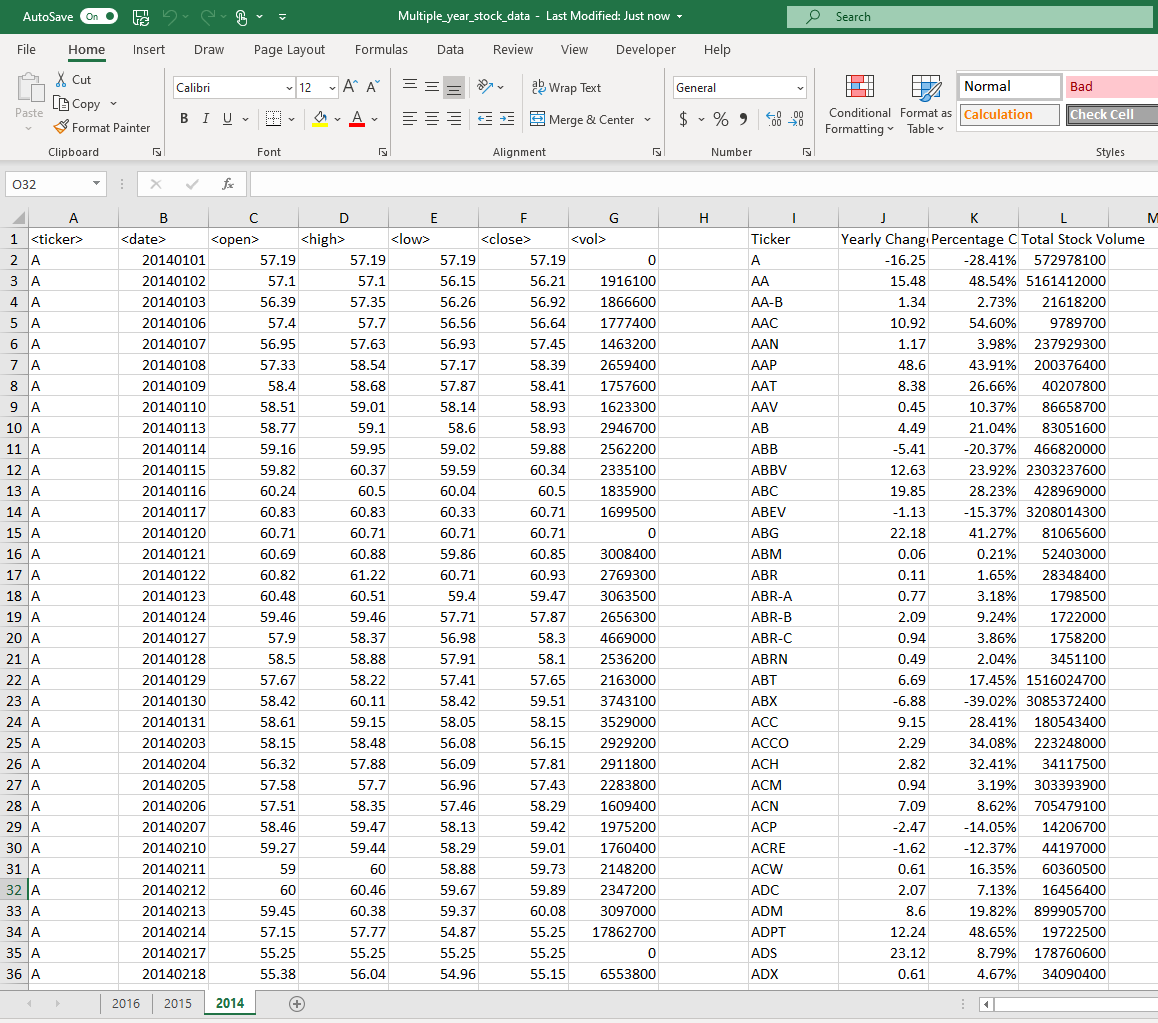 AutoSave On Multiple_year_stock_data - Last Modified: Just now Search
File Home Insert Draw Page Layout Formulas Data Review View Developer Help
Cut Calibri 12 A A Wrap Text General Normal Bad
Paste Copy Conditional Format as
Format Painter B I U A Merge & Center $ % Formatting Table Calculation Check Cell
Clipboard Font Alignment Number Styles
O32 fx
A B C D E F G H I J K L M
1 <ticker> <date> <open> <high> <low> <close> <vol> Ticker Yearly Chang Percentage C Total Stock Volume
2 A 20140101 57.19 57.19 57.19 57.19 0 A -16.25 -28.41% 572978100
3 A 20140102 57.1 57.1 56.15 56.21 1916100 AA 15.48 48.54% 5161412000
4 A 20140103 56.39 57.35 56.26 56.92 1866600 AA-B 1.34 2.73% 21618200
5 A 20140106 57.4 57.7 56.56 56.64 1777400 AAC 10.92 54.60% 9789700
6 A 20140107 56.95 57.63 56.93 57.45 1463200 AAN 1.17 3.98% 237929300
7 A 20140108 57.33 58.54 57.17 58.39 2659400 AAP 48.6 43.91% 200376400
8 A 20140109 58.4 58.68 57.87 58.41 1757600 AAT 8.38 26.66% 40207800
9 A 20140110 58.51 59.01 58.14 58.93 1623300 AAV 0.45 10.37% 86658700
10 A 20140113 58.77 59.1 58.6 58.93 2946700 AB 4.49 21.04% 83051600
11 A 20140114 59.16 59.95 59.02 59.88 2562200 ABB -5.41 -20.37% 466820000
12 A 20140115 59.82 60.37 59.59 60.34 2335100 ABBV 12.63 23.92% 2303237600
13 A 20140116 60.24 60.5 60.04 60.5 1835900 ABC 19.85 28.23% 428969000
14 A 20140117 60.83 60.83 60.33 60.71 1699500 ABEV -1.13 -15.37% 3208014300
15 A 20140120 60.71 60.71 60.71 60.71 0 ABG 22.18 41.27% 81065600
16 A 20140121 60.69 60.88 59.86 60.85 3008400 ABM 0.06 0.21% 52403000
17 A 20140122 60.82 61.22 60.71 60.93 2769300 ABR 0.11 1.65% 28348400
18 A 20140123 60.48 60.51 59.4 59.47 3063500 ABR-A 0.77 3.18% 1798500
19 A 20140124 59.46 59.46 57.71 57.87 2656300 ABR-B 2.09 9.24% 1722000
20 A 20140127 57.9 58.37 56.98 58.3 4669000 ABR-C 0.94 3.86% 1758200
21 A 20140128 58.5 58.88 57.91 58.1 2536200 ABRN 0.49 2.04% 3451100
22 A 20140129 57.67 58.22 57.41 57.65 2163000 ABT 6.69 17.45% 1516024700
23 A 20140130 58.42 60.11 58.42 59.51 3743100 ABX -6.88 -39.02% 3085372400
24 A 20140131 58.61 59.15 58.05 58.15 3529000 ACC 9.15 28.41% 180543400
25 A 20140203 58.15 58.48 56.08 56.15 2929200 ACCO 2.29 34.08% 223248000
26 A 20140204 56.32 57.88 56.09 57.81 2911800 ACH 2.82 32.41% 34117500
27 A 20140205 57.58 57.7 56.96 57.43 2283800 ACM 0.94 3.19% 303393900
28 A 20140206 57.51 58.35 57.46 58.29 1609400 ACN 7.09 8.62% 705479100
29 A 20140207 58.46 59.47 58.13 59.42 1975200 ACP -2.47 -14.05% 14206700
30 A 20140210 59.27 59.44 58.29 59.01 1760400 ACRE -1.62 -12.37% 44197000
31 A 20140211 59 60 58.88 59.73 2148200 ACW 0.61 16.35% 60360500
32 A 20140212 60 60.46 59.67 59.89 2347200 ADC 2.07 7.13% 16456400
33 A 20140213 59.45 60.38 59.37 60.08 3097000 ADM 8.6 19.82% 899905700
34 A 20140214 57.15 57.77 54.87 55.25 17862700 ADPT 12.24 48.65% 19722500
35 A 20140217 55.25 55.25 55.25 55.25 0 ADS 23.12 8.79% 178760600
36 A 20140218 55.38 56.04 54.96 55.15 6553800 ADX 0.61 4.67% 34090400
2016 2015 2014